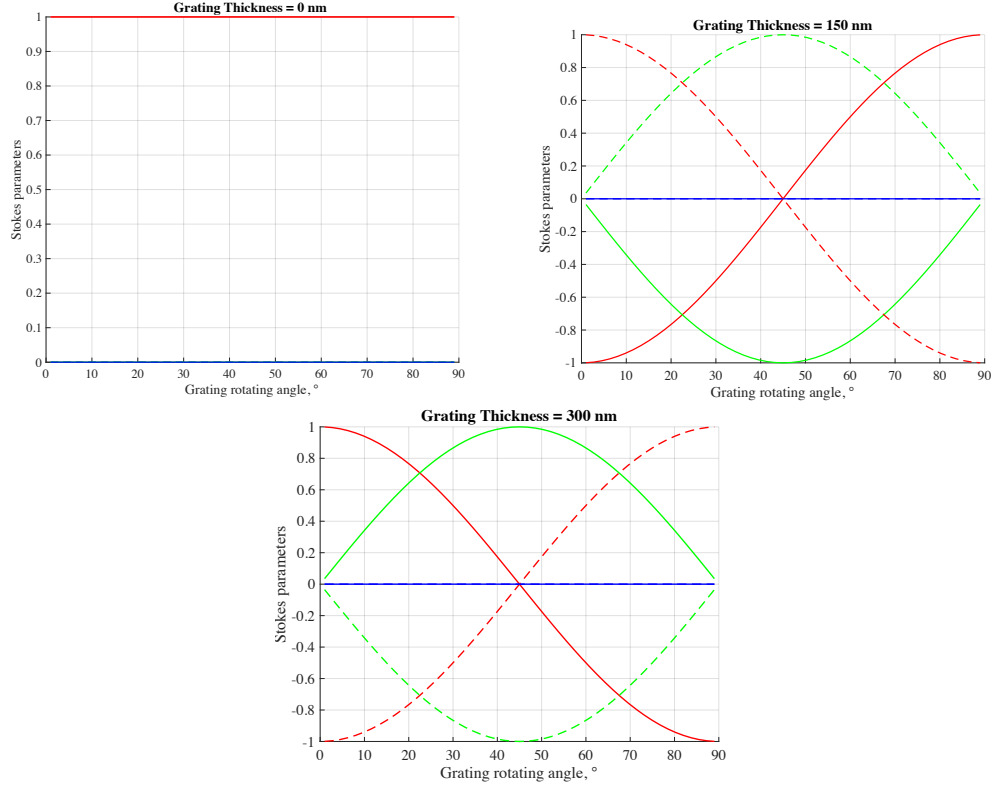 Grating Thickness = 0 nm
1
0.9
0.8
0.7
0.6
0.5
0.4
0.3
0.2
0.1
0
Stokes parameters
0 10 20 30 40 50 60 70 80 90
Grating rotating angle, °
Grating Thickness = 150 nm
1
0.8
0.6
0.4
0.2
0
-0.2
-0.4
-0.6
-0.8
-1
Stokes parameters
0 10 20 30 40 50 60 70 80 90
Grating rotating angle, °
Grating Thickness = 300 nm
1
0.8
0.6
0.4
0.2
0
-0.2
-0.4
-0.6
-0.8
-1
Stokes parameters
0 10 20 30 40 50 60 70 80 90
Grating rotating angle, °